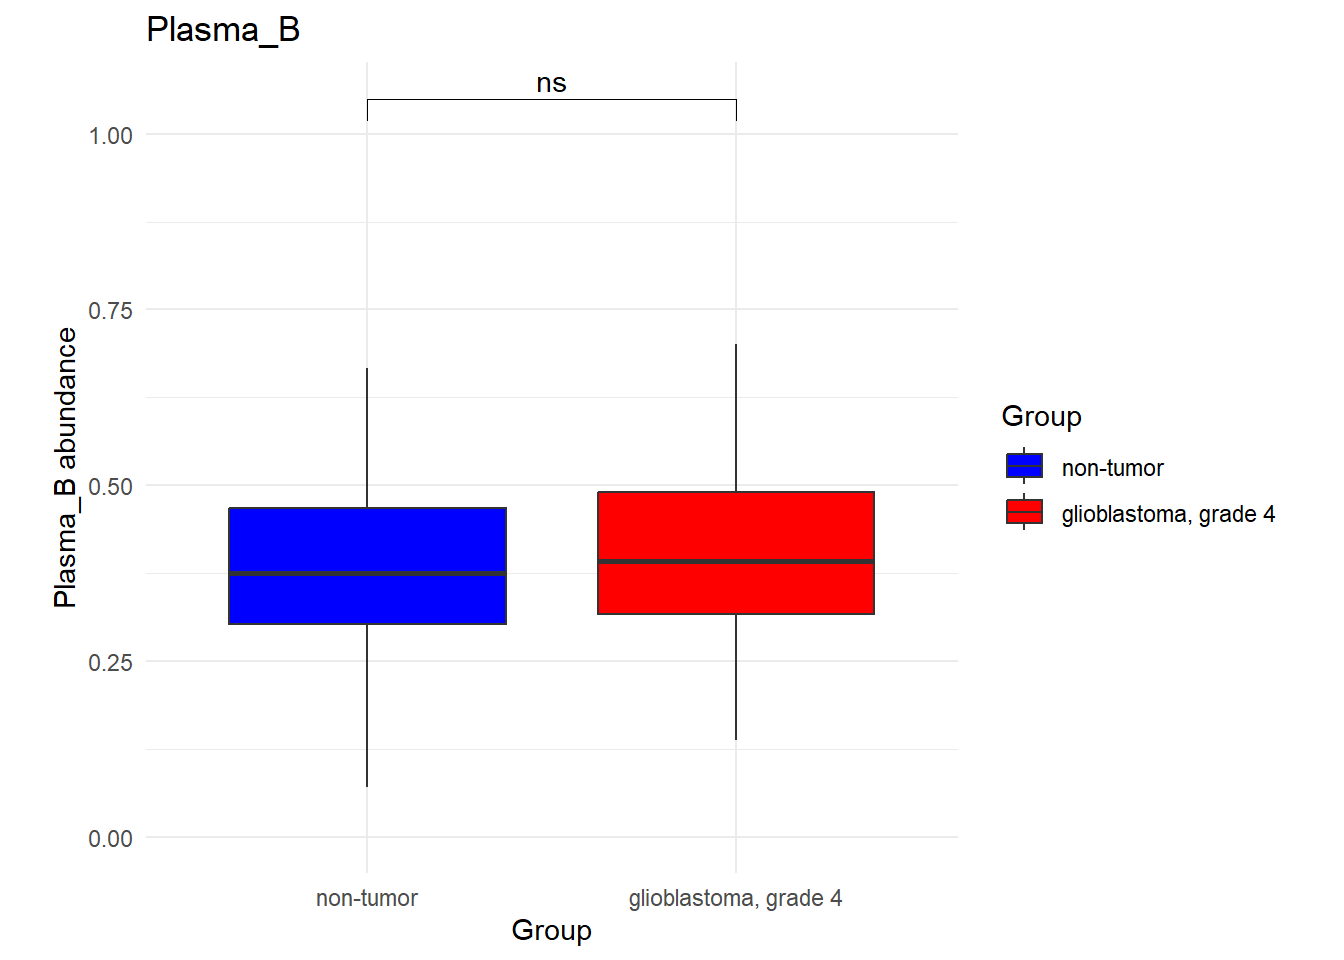 Plasma_B
ns
1.00
0.75
0.50
0.25
0.00
Plasma_B abundance
non-tumor
glioblastoma, grade 4
Group
Group
non-tumor
glioblastoma, grade 4